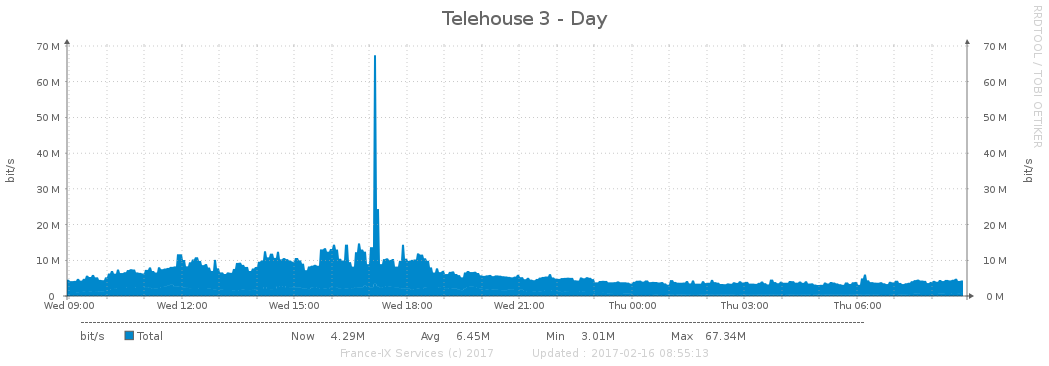 Telehouse 3 - Day
RRDTOOL / TOBI OETIKER
70 M 70 M
60 M 60 M
50 M 50 M
40 M 40 M
30 M 30 M
20 M 20 M
10 M 10 M
0 0 M
bit/s bit/s
Wed 09:00 Wed 12:00 Wed 15:00 Wed 18:00 Wed 21:00 Thu 00:00 Thu 03:00 Thu 06:00
bit/s Total Now 4.29M Avg 6.45M Min 3.01M Max 67.34M
France-IX Services (c) 2017 Updated : 2017-02-16 08:55:13